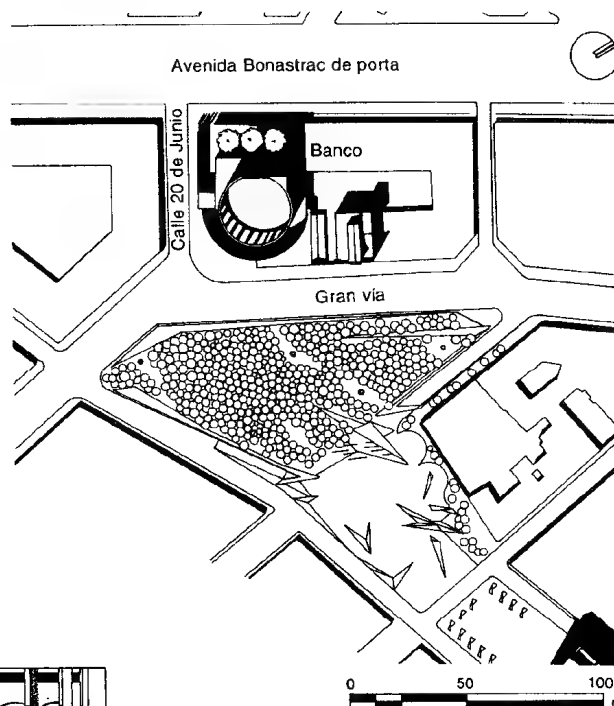 Avenida Bonastrac de porta
Calle 20 de Junio
Banco
Gran vía
0 50 100